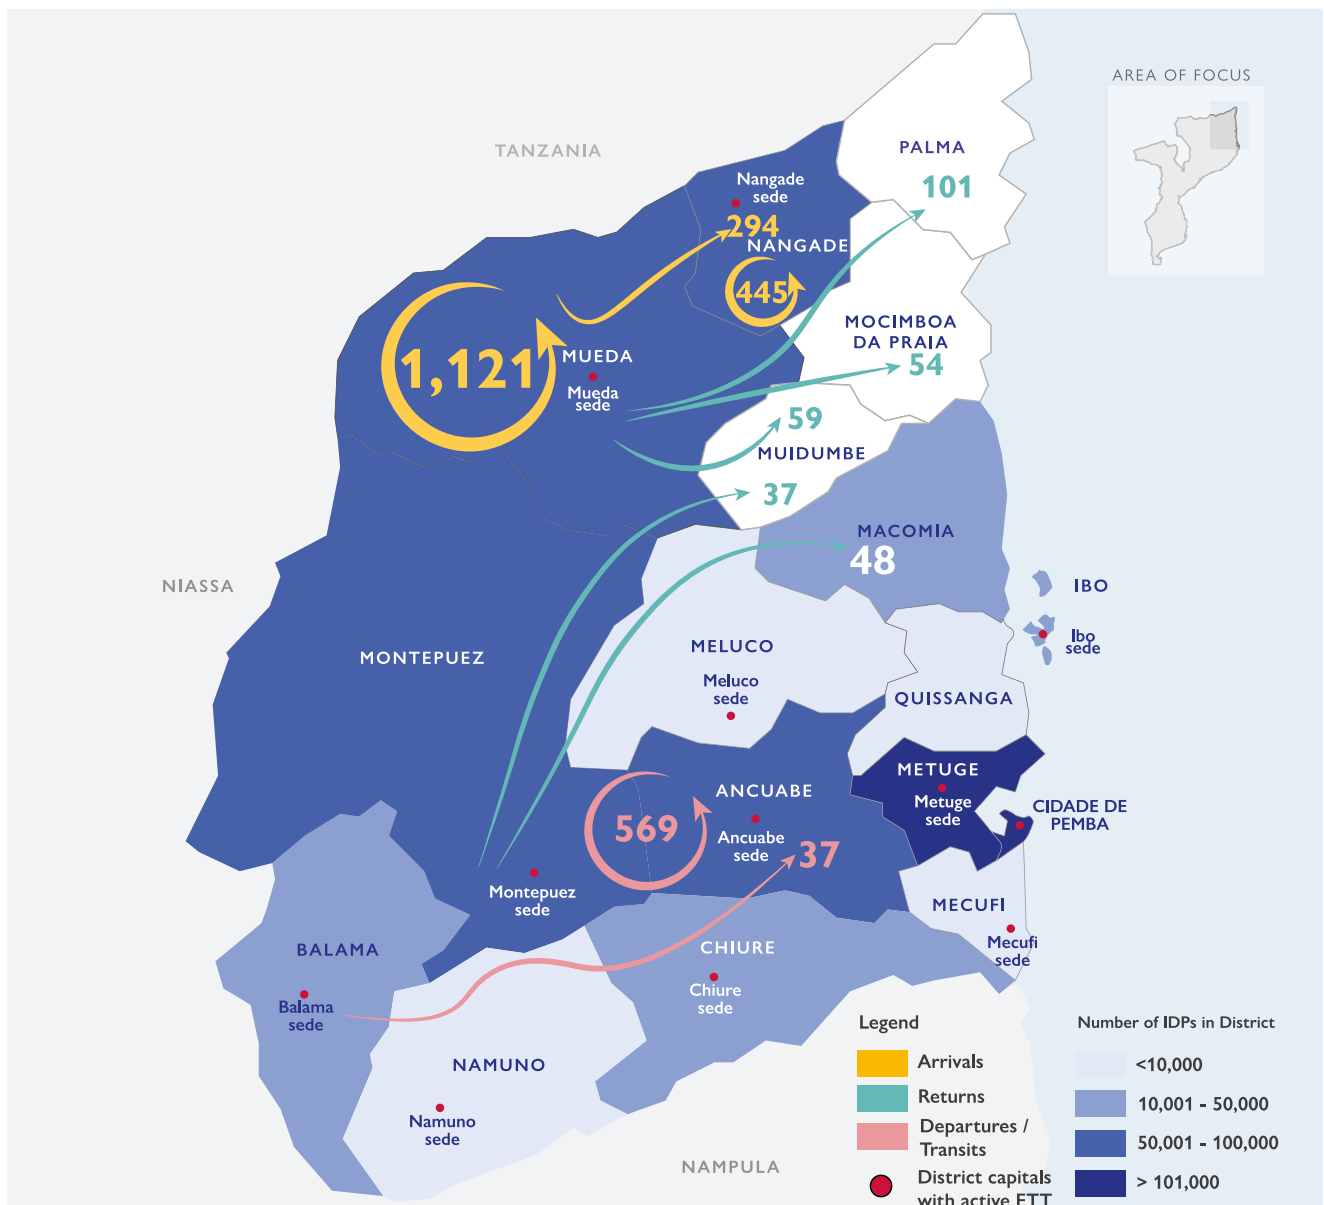 AREA OF FOCUS
TANZANIA
PALMA
101
Nangade
sede
294
NANGADE
445
MOCIMBOA
DA PRAIA
54
1,121
MUEDA
Mueda
sede
59
MUIDUMBE
37
MACOMIA
48
NIASSA
IBO
Ibo
sede
MONTEPUEZ
MELUCO
Meluco
sede
QUISSANGA
METUGE
Metuge
sede
CIDADE DE
PEMBA
ANCUABE
569
Ancuabe
sede
37
Montepuez
sede
MECUFI
Mecufi
sede
BALAMA
Balama
sede
CHIURE
Chiure
sede
NAMUNO
Namuno
sede
NAMPULA
Legend
Arrivals
Returns
Departures /
Transits
District capitals
with active ETT
Number of IDPs in District
<10,000
10,001 - 50,000
50,001 - 100,000
> 101,000